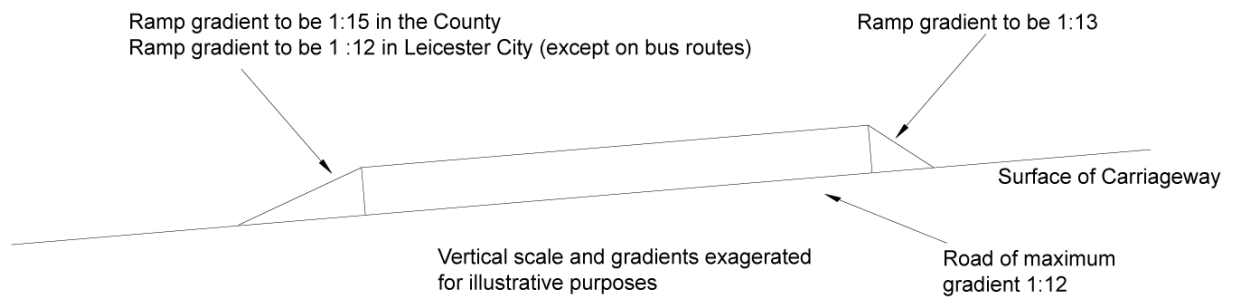 Ramp gradient to be 1:15 in the County
Ramp gradient to be 1 :12 in Leicester City (except on bus routes)
Ramp gradient to be 1:13
Surface of Carriageway
Vertical scale and gradients exagerated
for illustrative purposes
Road of maximum
gradient 1:12